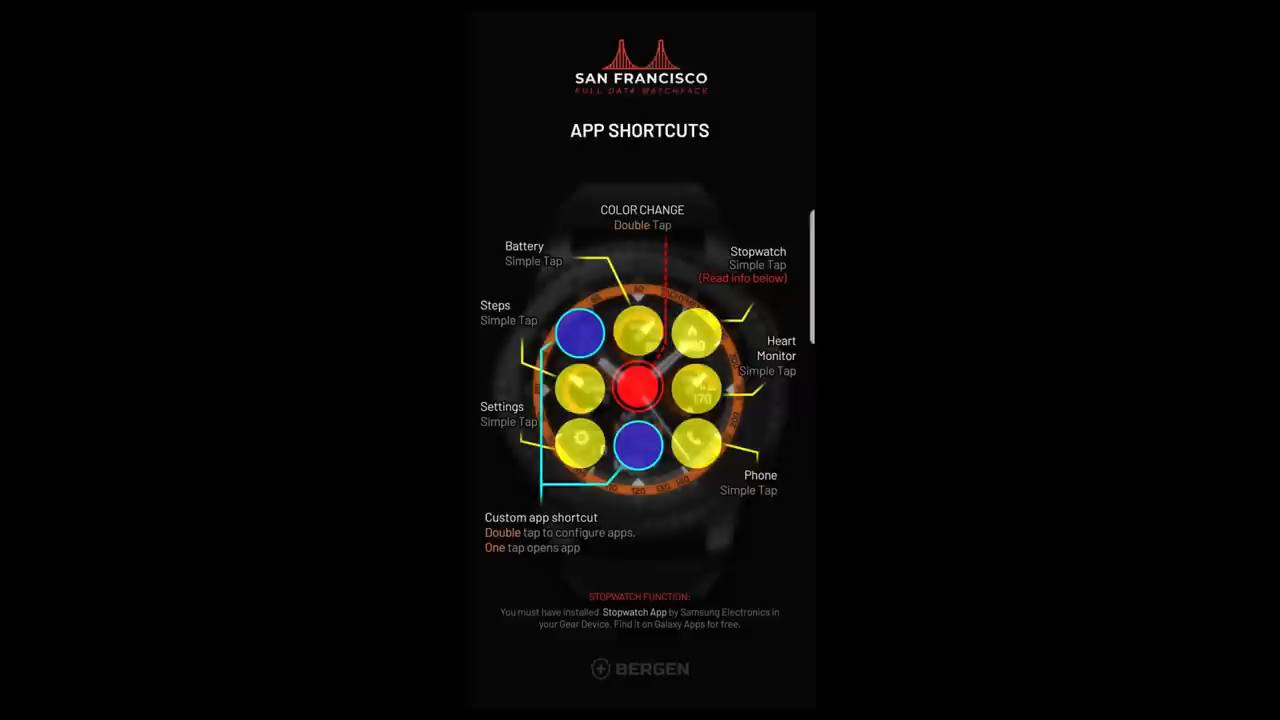 SAN FRANCISCO
FULL DATA WATCHFACE
APP SHORTCUTS
COLOR CHANGE
Double Tap
Battery
Simple Tap
Stopwatch
Simple Tap
(Read info below)
Steps
Simple Tap
Heart
Monitor
Simple Tap
170
Settings
Simple Tap
120
Phone
Simple Tap
Custom app shortcut
Double tap to configure apps.
One tap opens app
STOPWATCH FUNCTION:
You must have installed Stopwatch App by Samsung Electronics in
your Gear Device. Find it on Galaxy Apps for free.
BERGEN